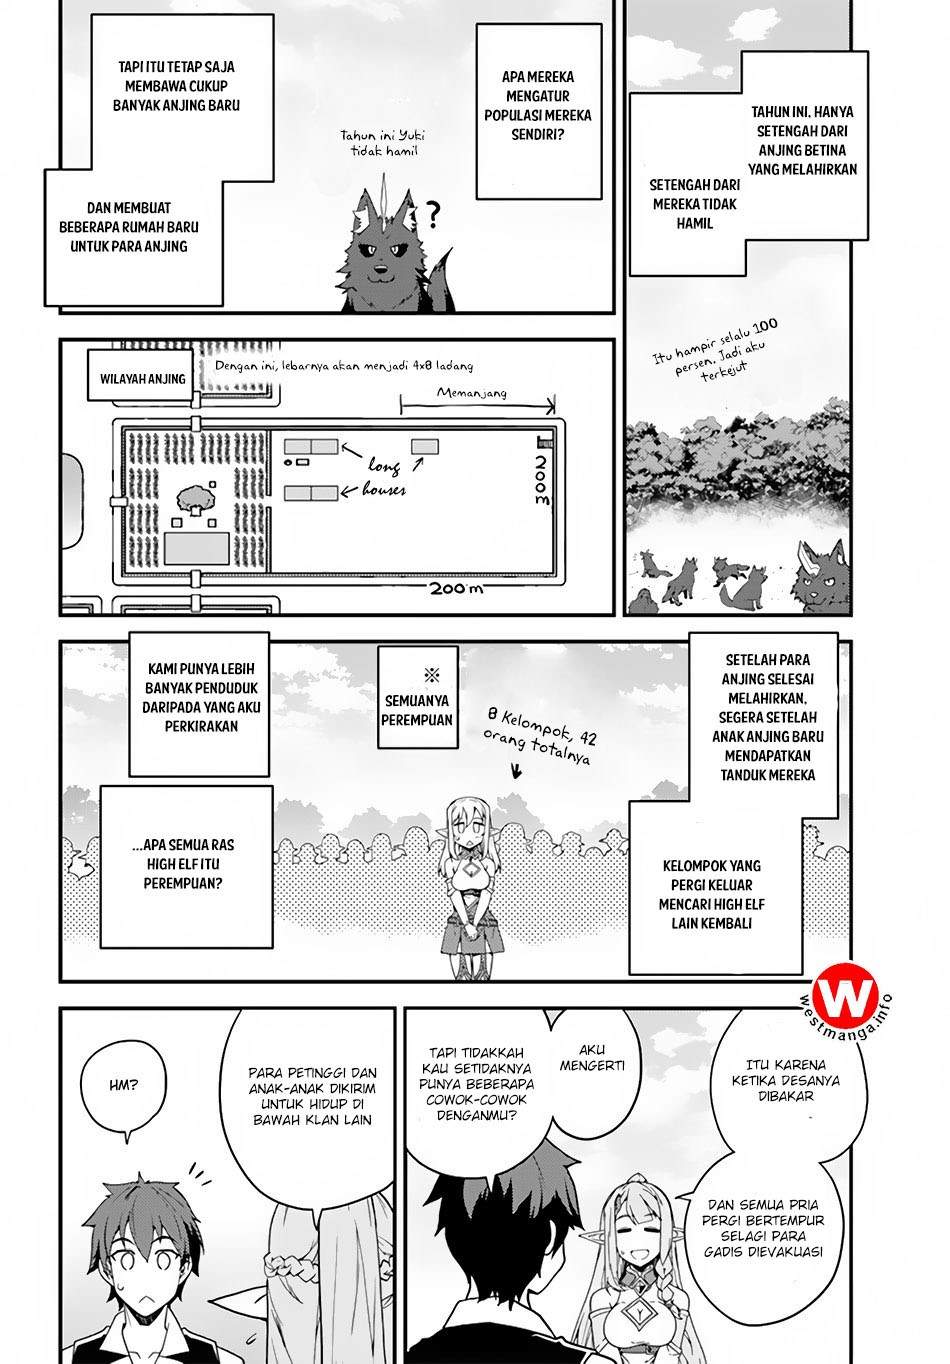 TAHUN INI, HANYA
SETENGAH DARI
ANJING BETINA
YANG MELAHIRKAN
SETENGAH DARI
MEREKA TIDAK
HAMIL
Itu hampir selalu 100
persen. Jadi aku
terkejut
APA MEREKA
MENGATUR
POPULASI MEREKA
SENDIRI?
Tahun ini Yuki
tidak hamil
?
TAPI ITU TETAP SAJA
MEMBAWA CUKUP
BANYAK ANJING BARU
DAN MEMBUAT
BEBERAPA RUMAH BARU
UNTUK PARA ANJING
WILAYAH ANJING
Dengan ini, lebarnya akan menjadi 4x8 ladang
Memanjang
long
houses
200m
200m
SETELAH PARA
ANJING SELESAI
MELAHIRKAN,
SEGERA SETELAH
ANAK ANJING BARU
MENDAPATKAN
TANDUK MEREKA
KELOMPOK YANG
PERGI KELUAR
MENCARI HIGH ELF
LAIN KEMBALI
8 Kelompok, 42
orang totalnya
※
SEMUANYA
PEREMPUAN
KAMI PUNYA LEBIH
BANYAK PENDUDUK
DARIPADA YANG AKU
PERKIRAKAN
...APA SEMUA RAS
HIGH ELF ITU
PEREMPUAN?
W
westmanga.info
ITU KARENA
KETIKA DESANYA
DIBAKAR
DAN SEMUA PRIA
PERGI BERTEMPUR
SELAGI PARA
GADIS DIEVAKUASI
AKU
MENGERTI
TAPI TIDAKKAH
KAU SETIDAKNYA
PUNYA BEBERAPA
COWOK-COWOK
DENGANMU?
PARA PETINGGI DAN
ANAK-ANAK DIKIRIM
UNTUK HIDUP DI
BAWAH KLAN LAIN
HM?